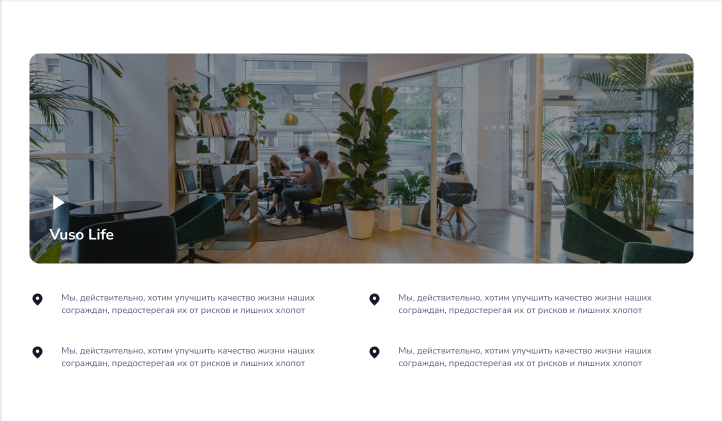 Vuso Life
Мы, действительно, хотим улучшить качество жизни наших
сограждан, предостерегая их от рисков и лишних хлопот
Мы, действительно, хотим улучшить качество жизни наших
сограждан, предостерегая их от рисков и лишних хлопот
Мы, действительно, хотим улучшить качество жизни наших
сограждан, предостерегая их от рисков и лишних хлопот
Мы, действительно, хотим улучшить качество жизни наших
сограждан, предостерегая их от рисков и лишних хлопот